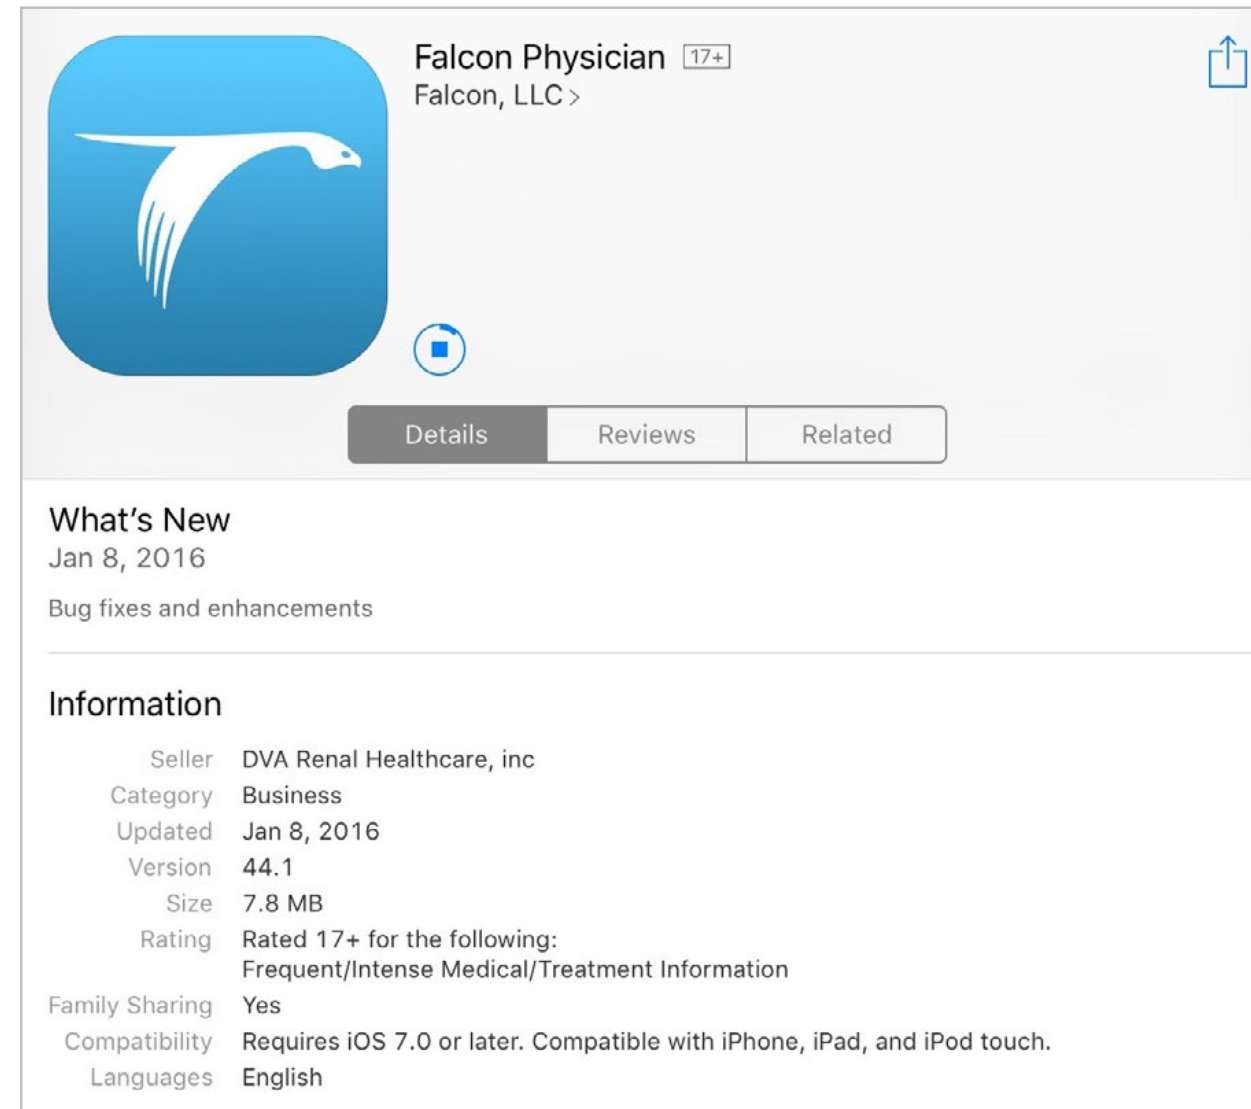 Falcon Physician 17+
Falcon, LLC >
Details Reviews Related
What's New
Jan 8, 2016
Bug fixes and enhancements
Information
Seller DVA Renal Healthcare, inc
Category Business
Updated Jan 8, 2016
Version 44.1
Size 7.8 MB
Rating Rated 17+ for the following:
Frequent/Intense Medical/Treatment Information
Family Sharing Yes
Compatibility Requires iOS 7.0 or later. Compatible with iPhone, iPad, and iPod touch.
Languages English